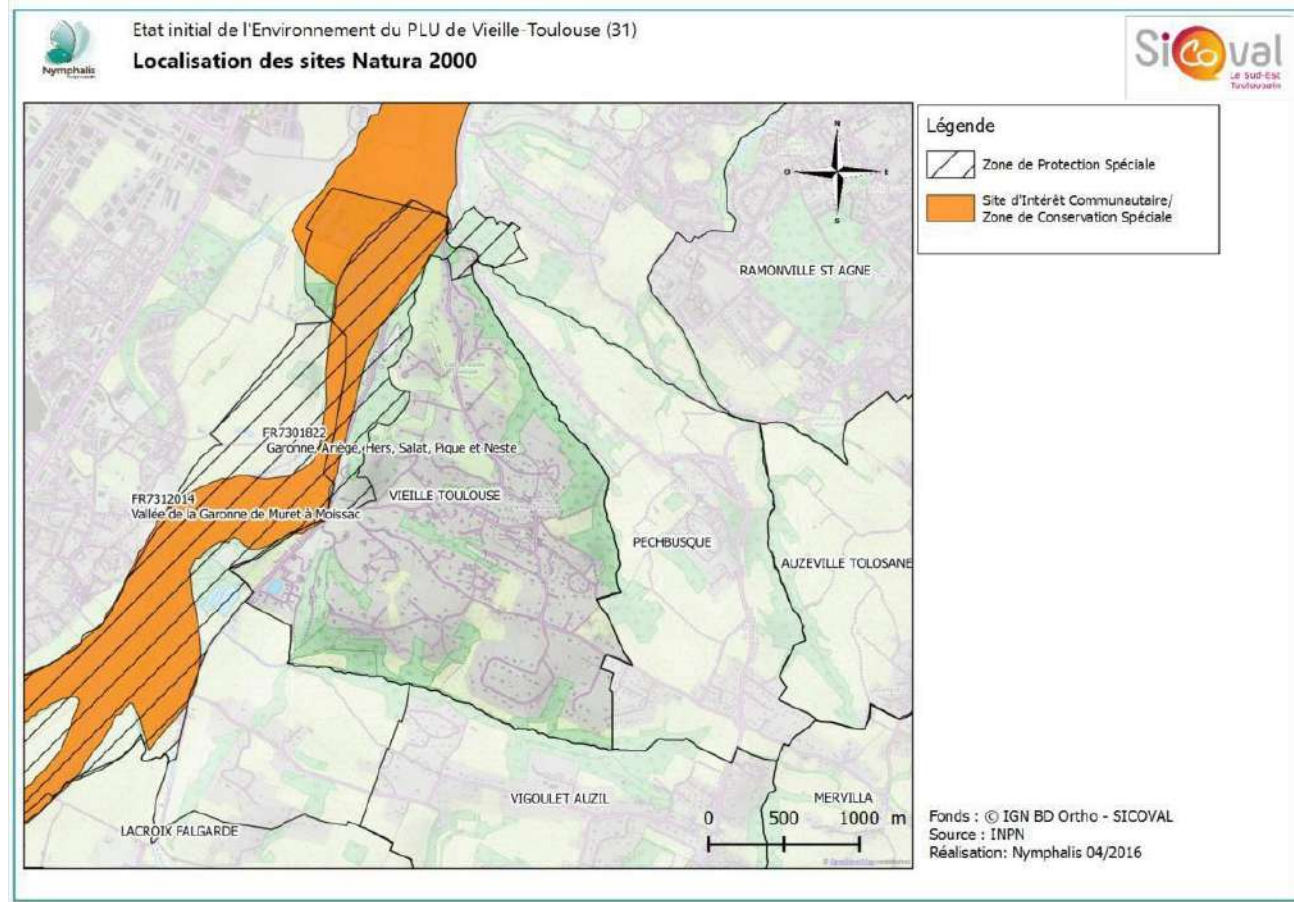 Etat initial de l'Environnement du PLU de Vieille-Toulouse (31)
Localisation des sites Natura 2000
Nymphalis
SiCoval
Le Sud-Est
Toulousain
Légende
Zone de Protection Spéciale
Site d'Intérêt Communautaire/
Zone de Conservation Spéciale
N
O
E
S
RAMONVILLE ST AGNE
FR7301822
Garonne, Ariège, Hers, Salat, Pique et Neste
FR7312014
Vallée de la Garonne de Muret à Moissac
VIEILLE TOULOUSE
PECHBUSQUE
AUZEVILLE TOLOSANE
VIGOULET AUZIL
MERVILLA
LACROIX FALGARDE
0 500 1000 m
Fonds : © IGN BD Ortho - SICOVAL
Source : INPN
Réalisation: Nymphalis 04/2016